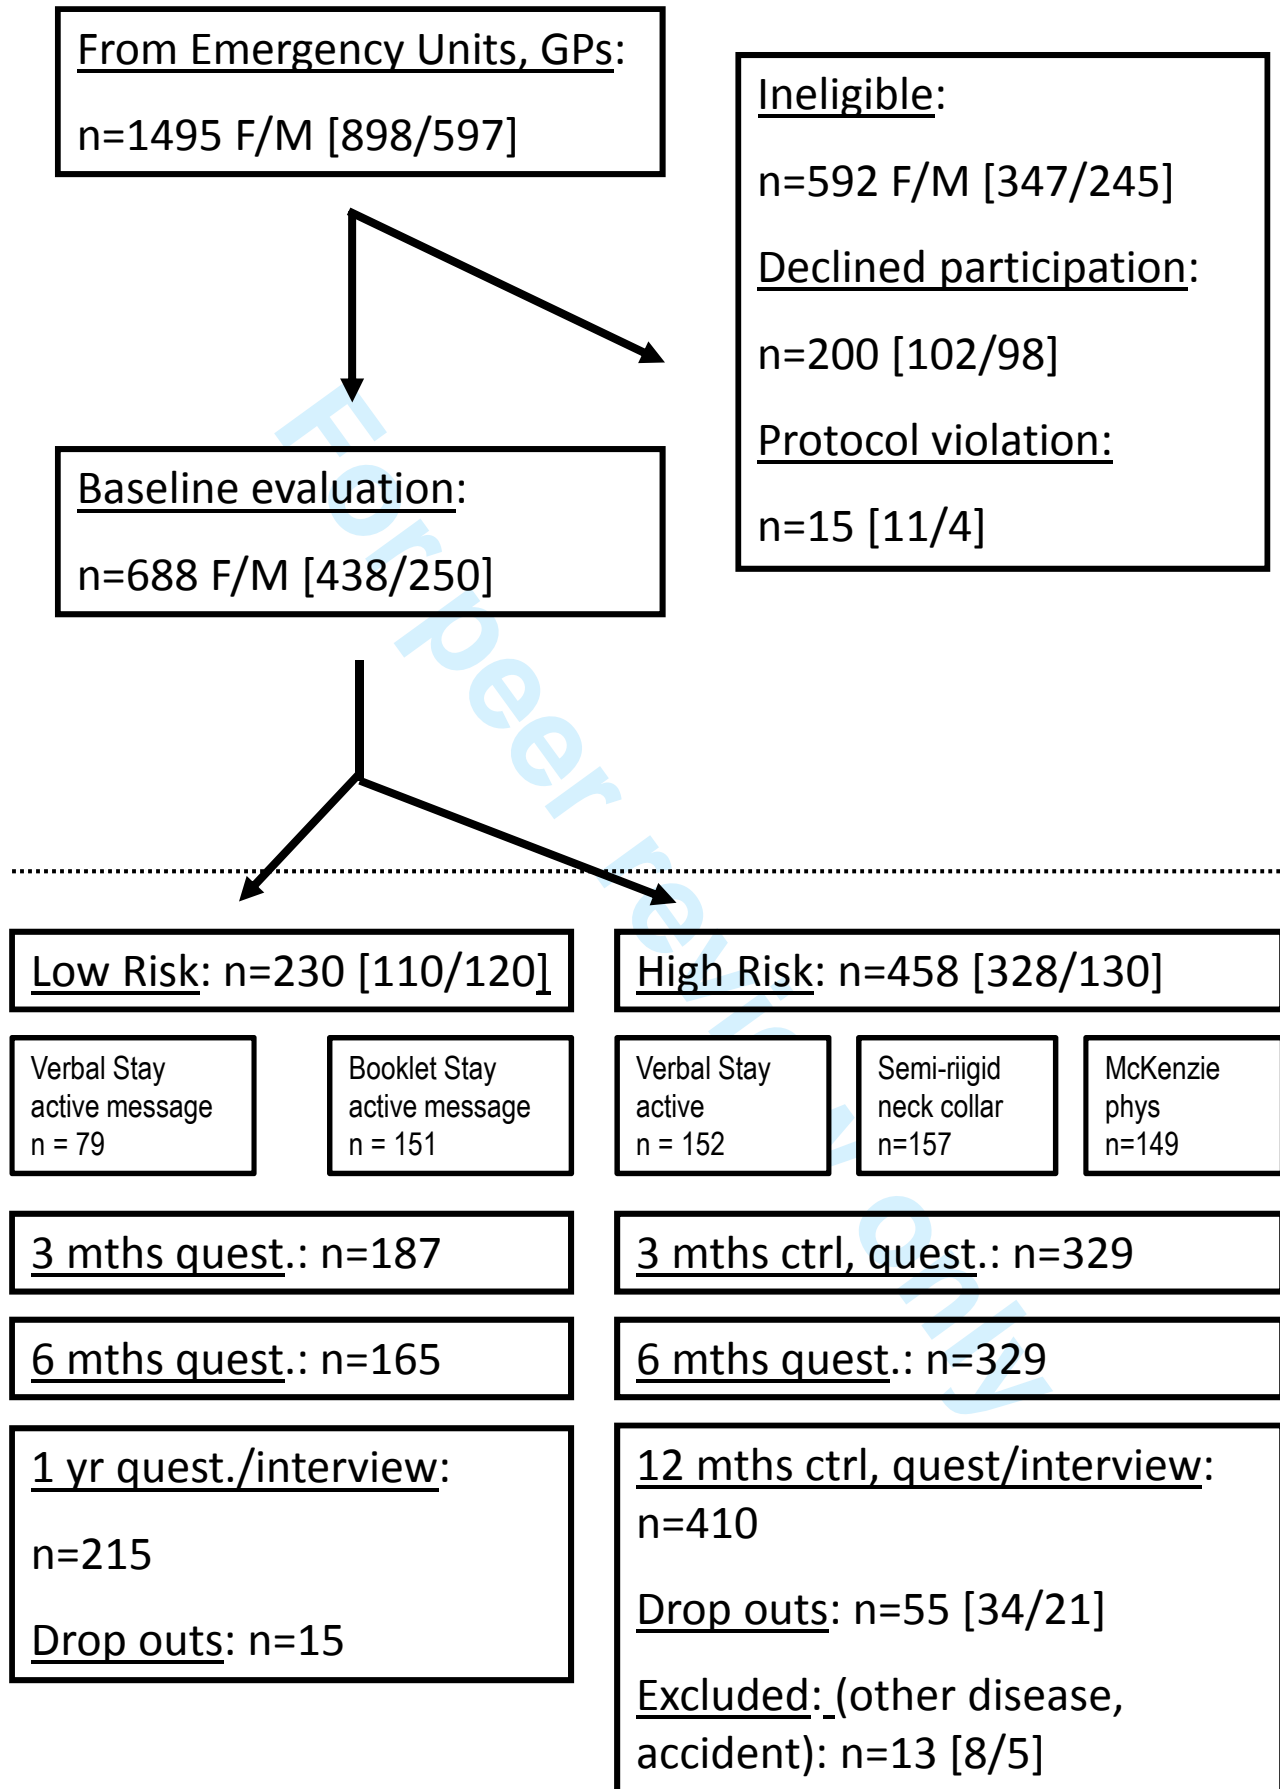 From Emergency Units, GPs:
n=1495 F/M [898/597]
Ineligible:
n=592 F/M [347/245]
Declined participation:
n=200 [102/98]
Protocol violation:
n=15 [11/4]
Baseline evaluation:
n=688 F/M [438/250]
Low Risk: n=230 [110/120]
High Risk: n=458 [328/130]
Verbal Stay
active message
n = 79
Booklet Stay
active message
n = 151
Verbal Stay
active
n = 152
Semi-riigid
neck collar
n=157
McKenzie
phys
n=149
3 mths quest.: n=187
3 mths ctrl, quest.: n=329
6 mths quest.: n=165
6 mths quest.: n=329
1 yr quest./interview:
n=215
Drop outs: n=15
12 mths ctrl, quest/interview:
n=410
Drop outs: n=55 [34/21]
Excluded: (other disease,
accident): n=13 [8/5]
For peer review only